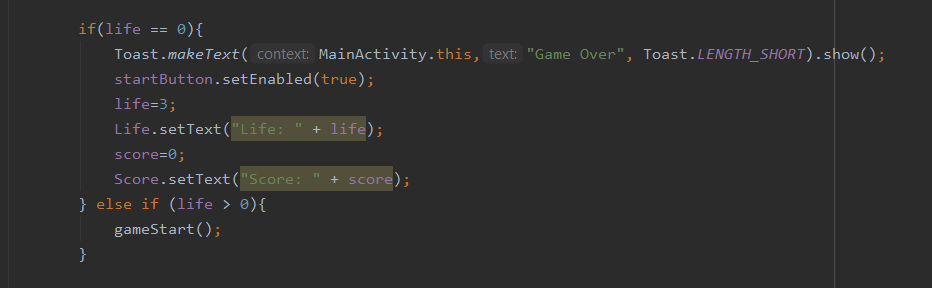 if(life == 0){
Toast.makeText( context: MainActivity.this, text: "Game Over", Toast.LENGTH_SHORT).show();
startButton.setEnabled(true);
life=3;
Life.setText("Life: " + life);
score=0;
Score.setText("Score: " + score);
} else if (life > 0){
gameStart();
}